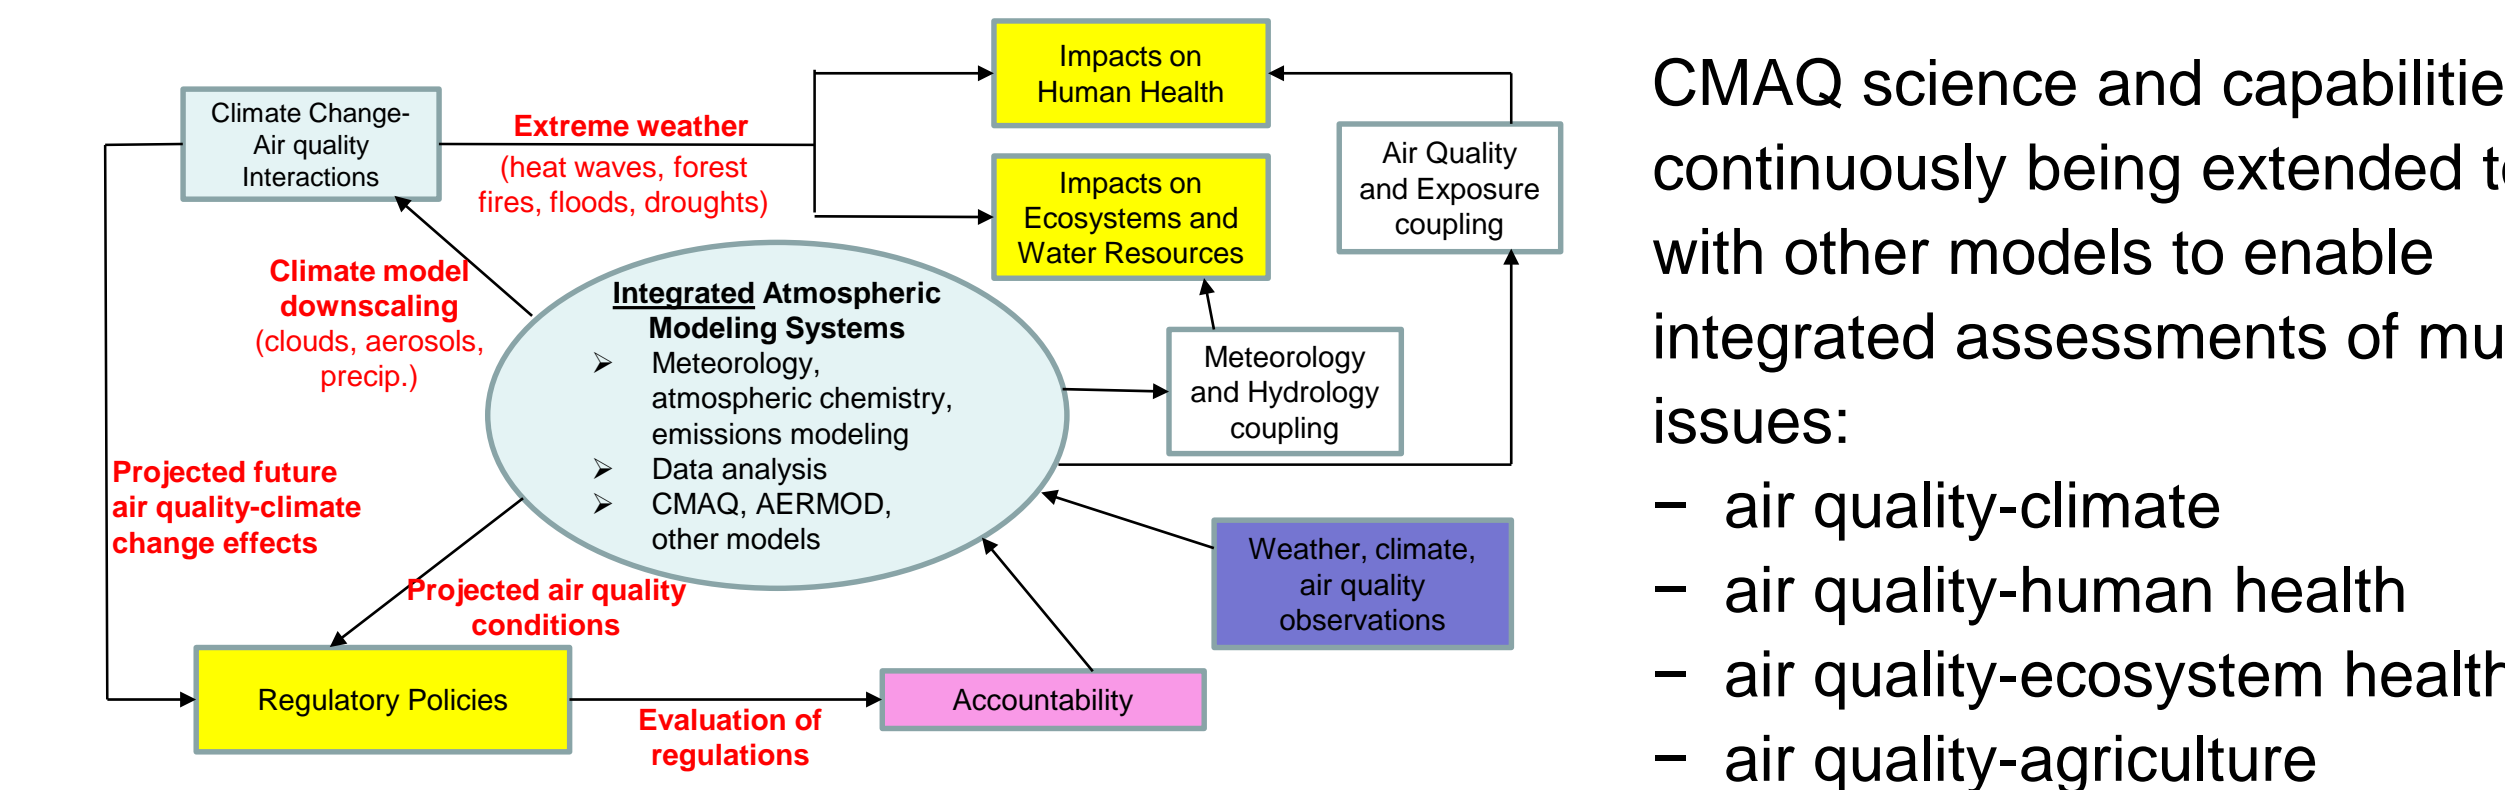 Impacts on
Human Health
Climate Change-
Air quality
Interactions
Extreme weather
(heat waves, forest
fires, floods, droughts)
Air Quality
and Exposure
coupling
Impacts on
Ecosystems and
Water Resources
Climate model
downscaling
(clouds, aerosols,
precip.)
Integrated Atmospheric
Modeling Systems
➢ Meteorology,
atmospheric chemistry,
emissions modeling
➢ Data analysis
➢ CMAQ, AERMOD,
other models
Meteorology
and Hydrology
coupling
Projected future
air quality-climate
change effects
Weather, climate,
air quality
observations
Projected air quality
conditions
Regulatory Policies
Evaluation of
regulations
Accountability
CMAQ science and capabilitie
continuously being extended t
with other models to enable
integrated assessments of mu
issues:
− air quality-climate
− air quality-human health
− air quality-ecosystem health
− air quality-agriculture